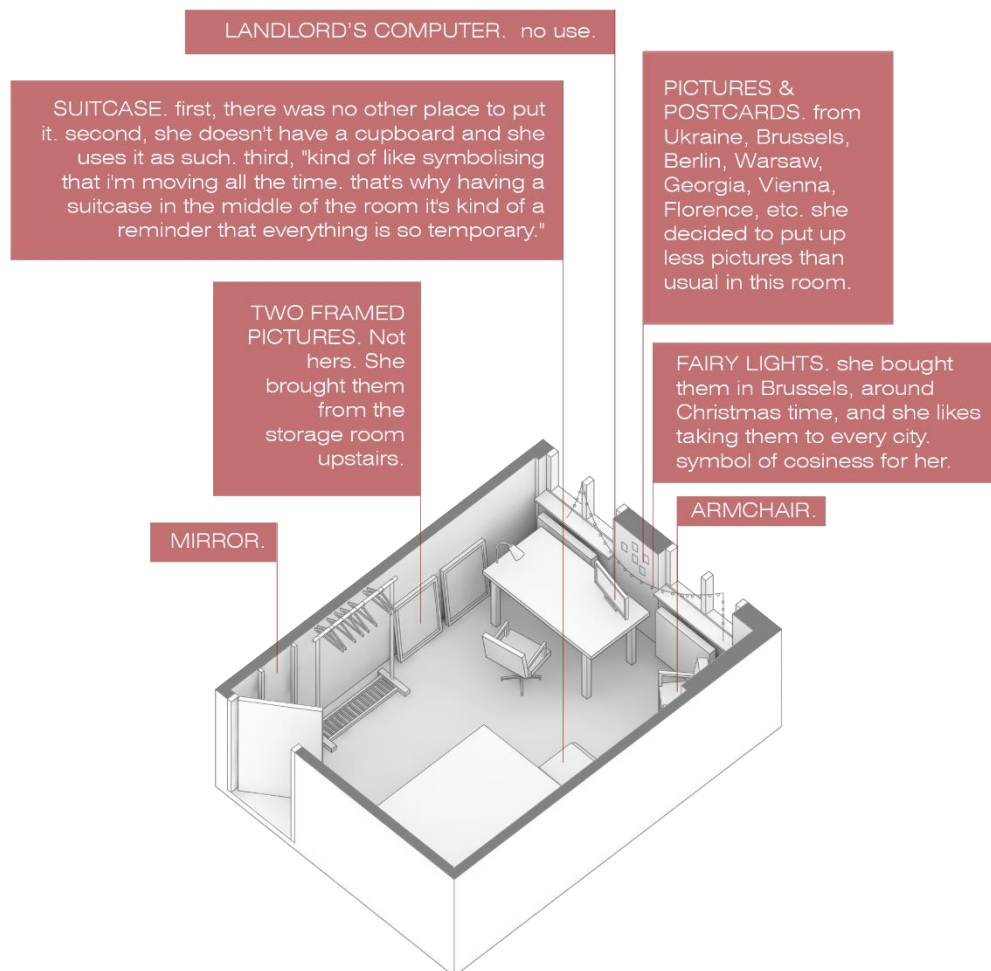 LANDLORD'S COMPUTER. no use.
SUITCASE. first, there was no other place to put
it. second, she doesn't have a cupboard and she
uses it as such. third, "kind of like symbolising
that i'm moving all the time. that's why having a
suitcase in the middle of the room it's kind of a
reminder that everything is so temporary."
PICTURES &
POSTCARDS. from
Ukraine, Brussels,
Berlin, Warsaw,
Georgia, Vienna,
Florence, etc. she
decided to put up
less pictures than
usual in this room.
TWO FRAMED
PICTURES. Not
hers. She
brought them
from the
storage room
upstairs.
FAIRY LIGHTS. she bought
them in Brussels, around
Christmas time, and she likes
taking them to every city.
symbol of cosiness for her.
ARMCHAIR.
MIRROR.